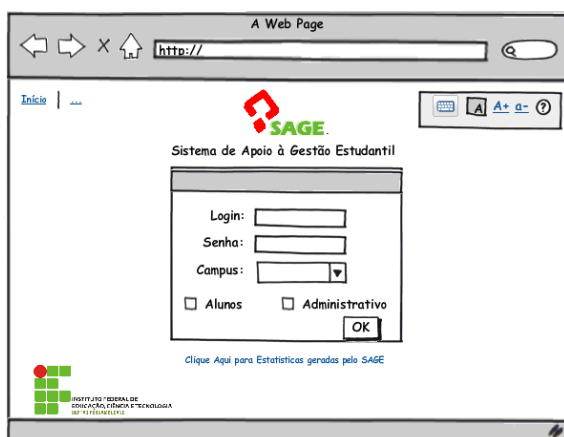 A Web Page
http://
Início | ...
A A+ a- ?
SAGE.
Sistema de Apoio à Gestão Estudantil
Login:
Senha:
Campus:
Alunos Administrativo
OK
Clique Aqui para Estatísticas geradas pelo SAGE
INSTITUTO FEDERAL DE
EDUCAÇÃO, CIÊNCIA E TECNOLOGIA